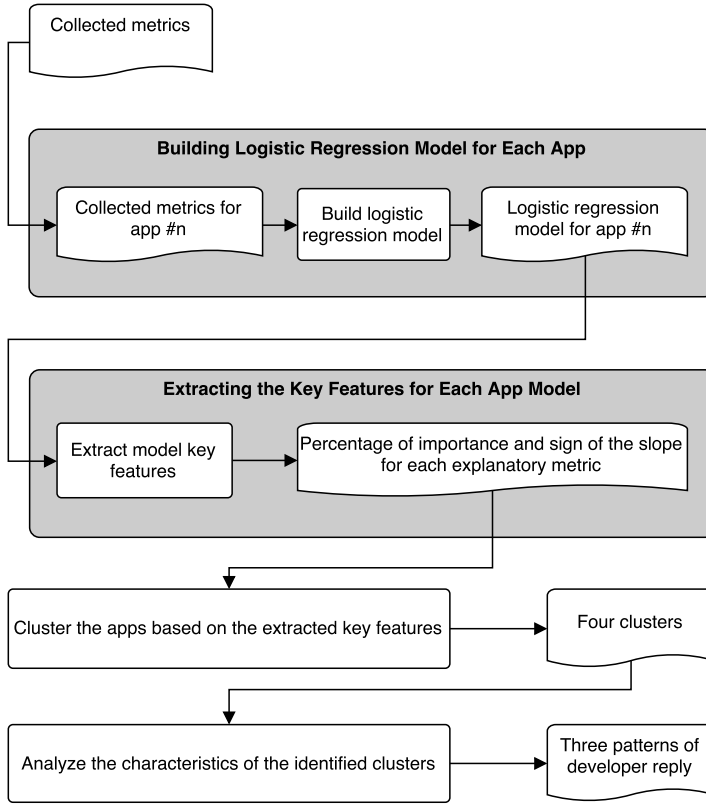 Collected metrics
Building Logistic Regression Model for Each App
Collected metrics for
app #n
Build logistic
regression model
Logistic regression
model for app #n
Extracting the Key Features for Each App Model
Extract model key
features
Percentage of importance and sign of the slope
for each explanatory metric
Cluster the apps based on the extracted key features
Four clusters
Analyze the characteristics of the identified clusters
Three patterns of
developer reply